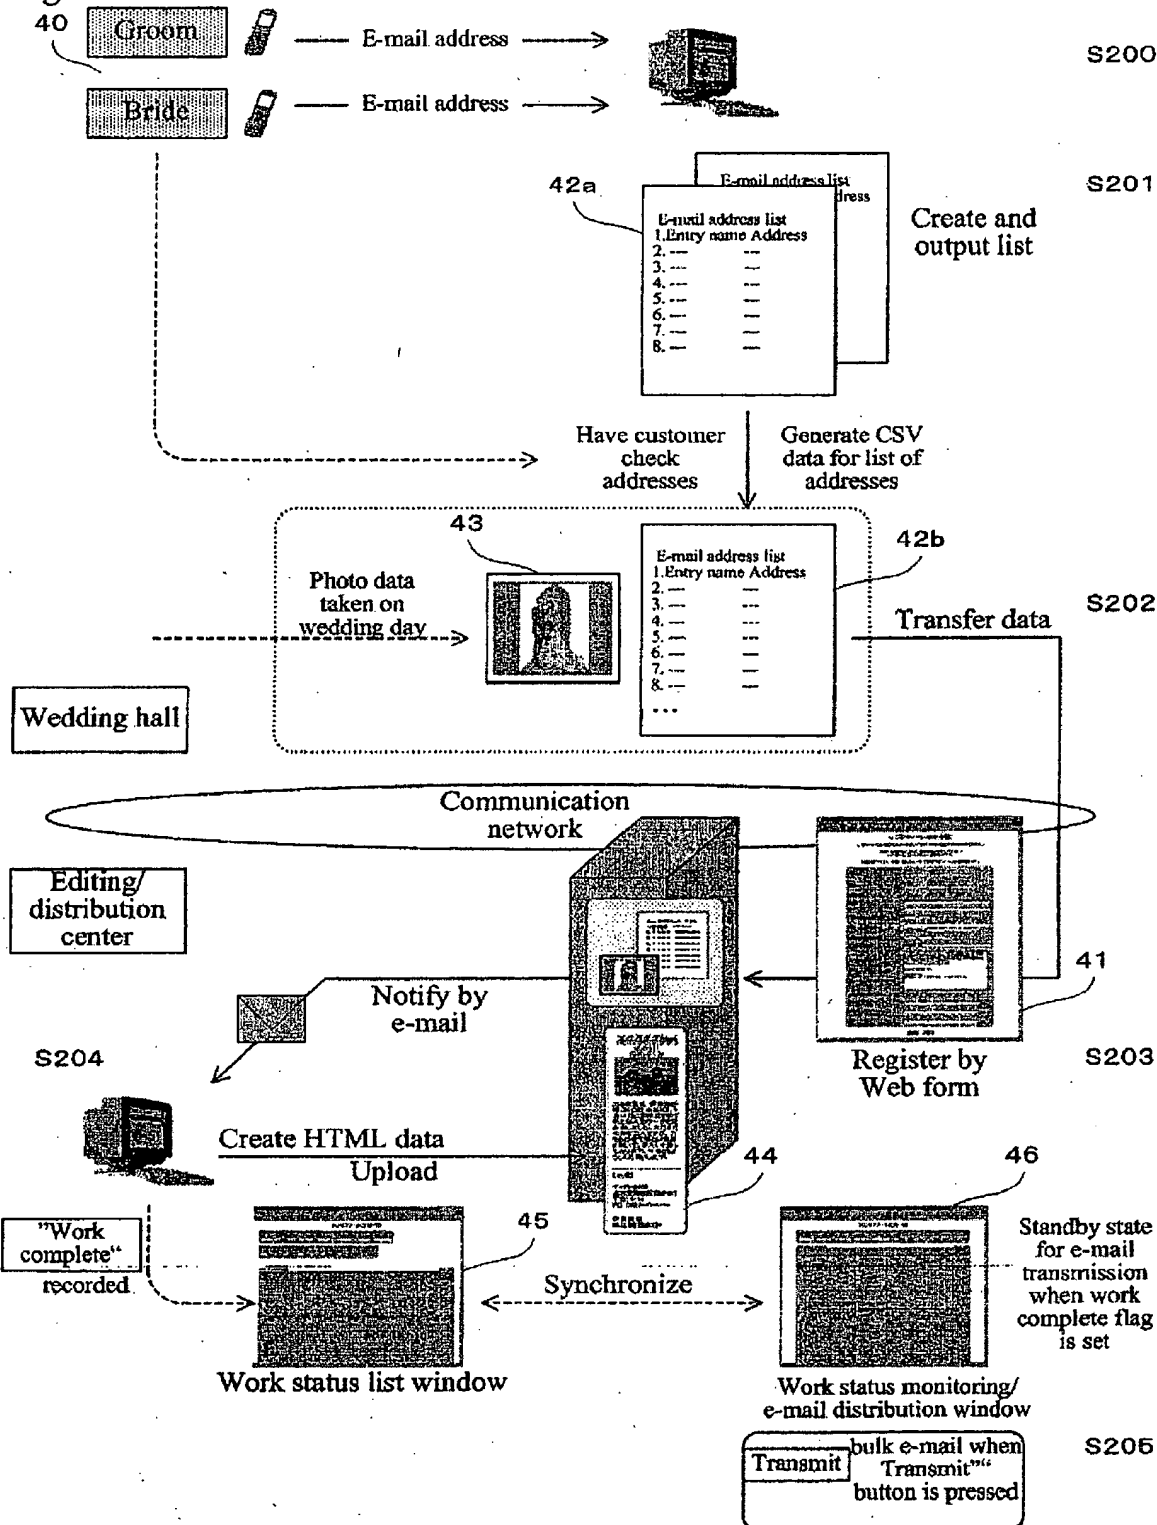 40
Groom
E-mail address
S200
Bride
E-mail address
42a
E-mail address list
S201
E-mail address list
1.Entry name Address
2. --- ---
3. --- ---
4. --- ---
5. --- ---
6. --- ---
7. --- ---
8. --- ---
Create and
output list
Have customer
check
addresses
Generate CSV
data for list of
addresses
43
42b
Photo data
taken on
wedding day
E-mail address list
1.Entry name Address
2. --- ---
3. --- ---
4. --- ---
5. --- ---
6. --- ---
7. --- ---
8. --- ---
...
Transfer data
S202
Wedding hall
Communication
network
Editing/
distribution
center
41
Notify by
e-mail
S204
Register by
Web form
S203
Create HTML data
Upload
44
46
45
"Work
complete"
recorded
Synchronize
Standby state
for e-mail
transmission
when work
complete flag
is set
Work status list window
Work status monitoring/
e-mail distribution window
S205
Transmit
bulk e-mail when
Transmit""
button is pressed